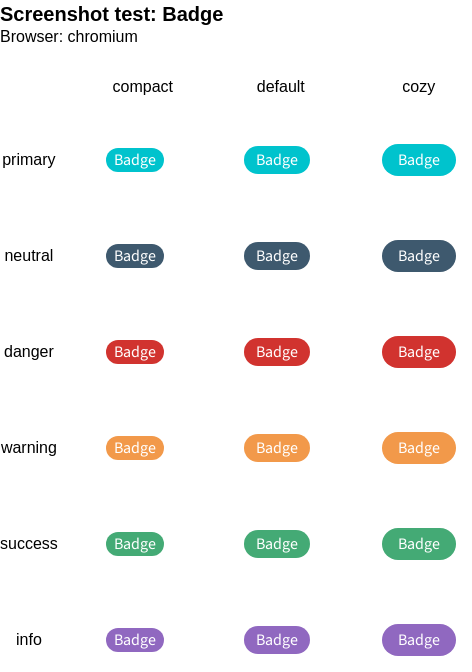 Screenshot test: Badge
Browser: chromium
compact default cozy
primary Badge Badge Badge
neutral Badge Badge Badge
danger Badge Badge Badge
warning Badge Badge Badge
success Badge Badge Badge
info Badge Badge Badge